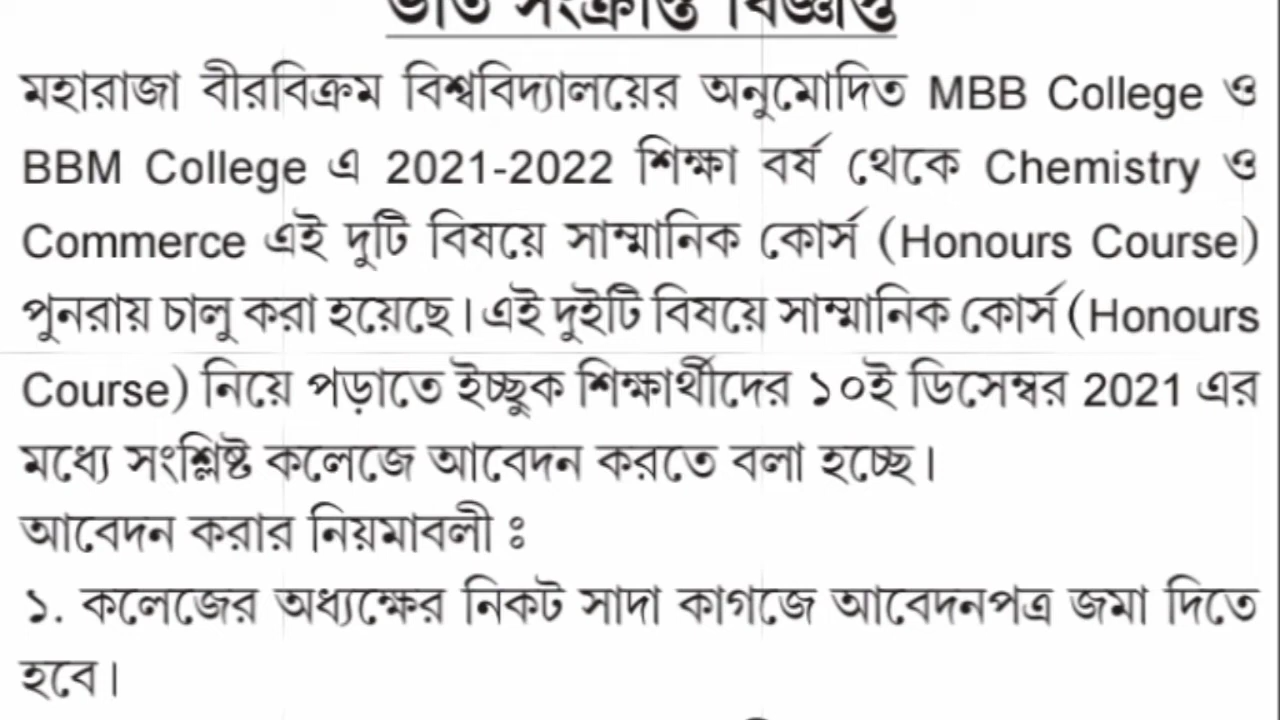 ভর্তি সংক্রান্ত বিজ্ঞপ্তি
মহারাজা বীরবিক্রম বিশ্ববিদ্যালয়ের অনুমোদিত MBB College ও
BBM College এ 2021-2022 শিক্ষা বর্ষ থেকে Chemistry ও
Commerce এই দুটি বিষয়ে সাম্মানিক কোর্স (Honours Course)
পুনরায় চালু করা হয়েছে। এই দুইটি বিষয়ে সাম্মানিক কোর্স (Honours
Course) নিয়ে পড়াতে ইচ্ছুক শিক্ষার্থীদের ১০ই ডিসেম্বর 2021 এর
মধ্যে সংশ্লিষ্ট কলেজে আবেদন করতে বলা হচ্ছে।
আবেদন করার নিয়মাবলী ঃ
১. কলেজের অধ্যক্ষের নিকট সাদা কাগজে আবেদনপত্র জমা দিতে
হবে।